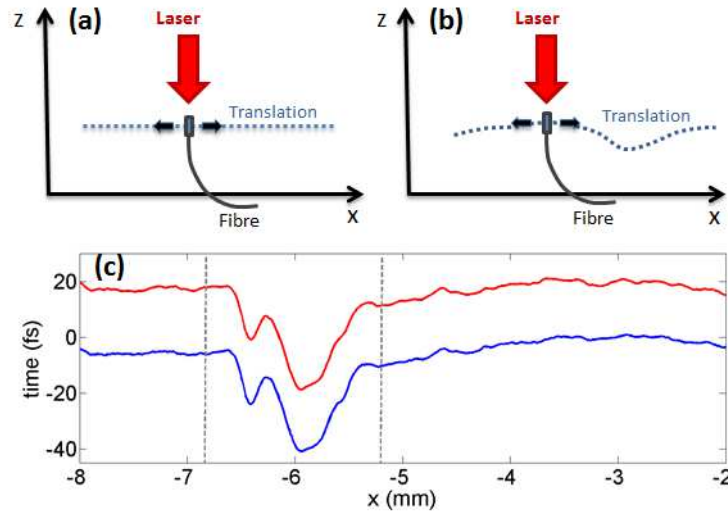 (a)
Z
Laser
Translation
Fibre
X
(b)
Z
Laser
Translation
Fibre
X
(c)
time (fs)
20
0
-20
-40
-8
-7
-6
-5
-4
-3
-2
x (mm)